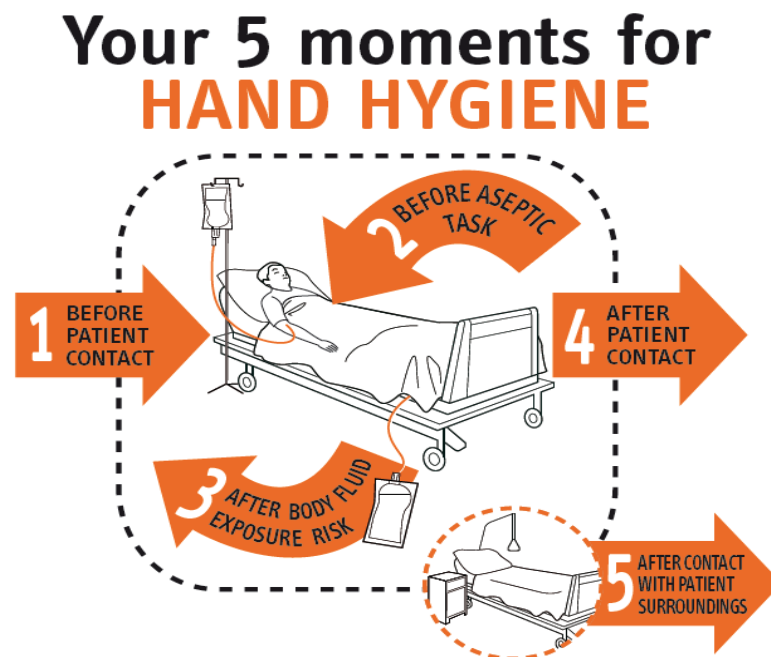 Your 5 moments for
HAND HYGIENE
1 BEFORE
PATIENT
CONTACT
2 BEFORE ASEPTIC
TASK
3 AFTER BODY FLUID
EXPOSURE RISK
4 AFTER
PATIENT
CONTACT
5 AFTER CONTACT
WITH PATIENT
SURROUNDINGS